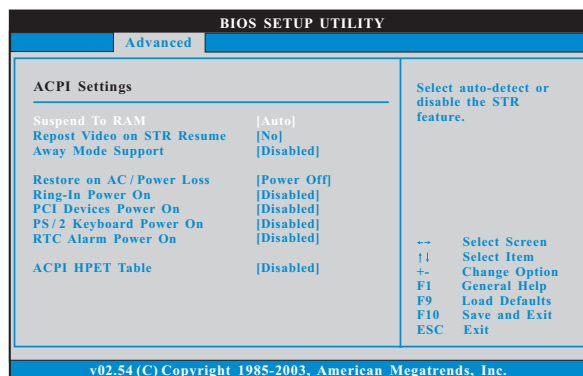 BIOS SETUP UTILITY
Advanced
ACPI Settings
Suspend To RAM [Auto]
Repost Video on STR Resume [No]
Away Mode Support [Disabled]
Restore on AC / Power Loss [Power Off]
Ring-In Power On [Disabled]
PCI Devices Power On [Disabled]
PS / 2 Keyboard Power On [Disabled]
RTC Alarm Power On [Disabled]
ACPI HPET Table [Disabled]
Select auto-detect or
disable the STR
feature.
←→ Select Screen
↑↓ Select Item
+- Change Option
F1 General Help
F9 Load Defaults
F10 Save and Exit
ESC Exit
v02.54 (C) Copyright 1985-2003, American Megatrends, Inc.